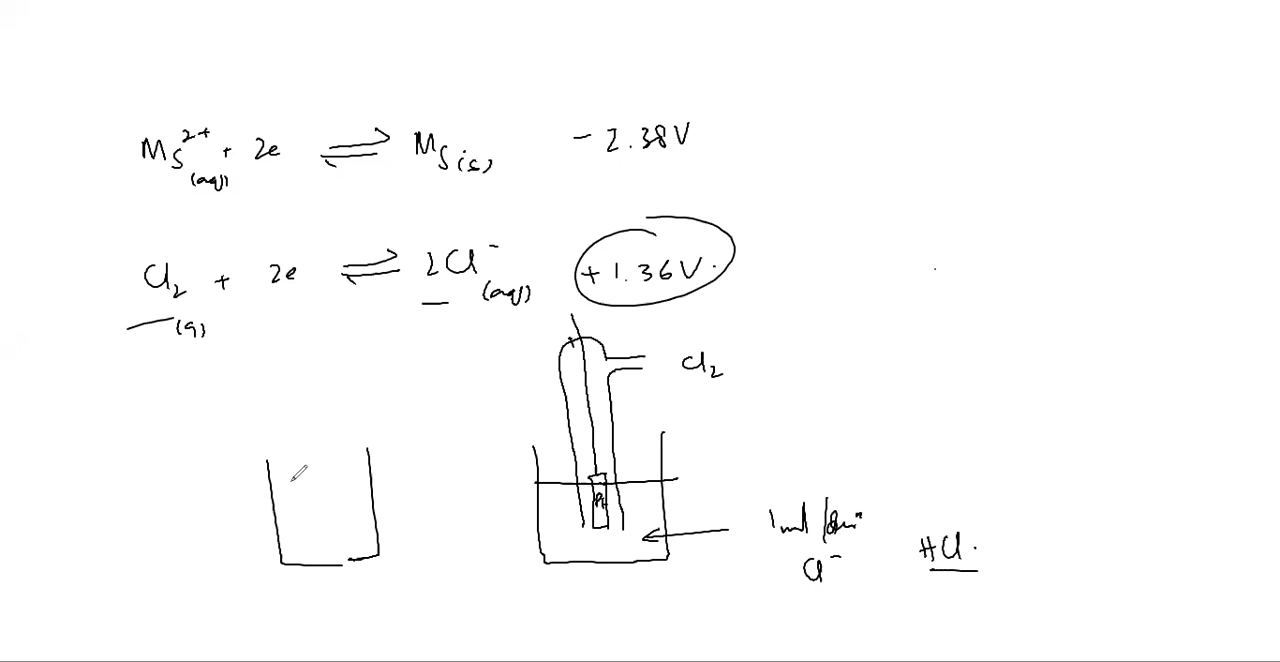 Mg²⁺(aq) + 2e ⇌ Mg(s) - 2.38V
Cl₂(g) + 2e ⇌ 2Cl⁻(aq) +1.36V.
Cl₂
Pt
1mol/dm³
Cl⁻
HCl.